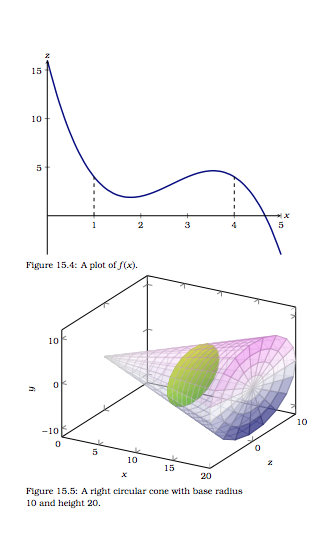 z
15
10
5
x
1
2
3
4
5
Figure 15.4: A plot of f(x).
10
0
−10
y
0
5
10
15
20
x
0
10
z
Figure 15.5: A right circular cone with base radius
10 and height 20.